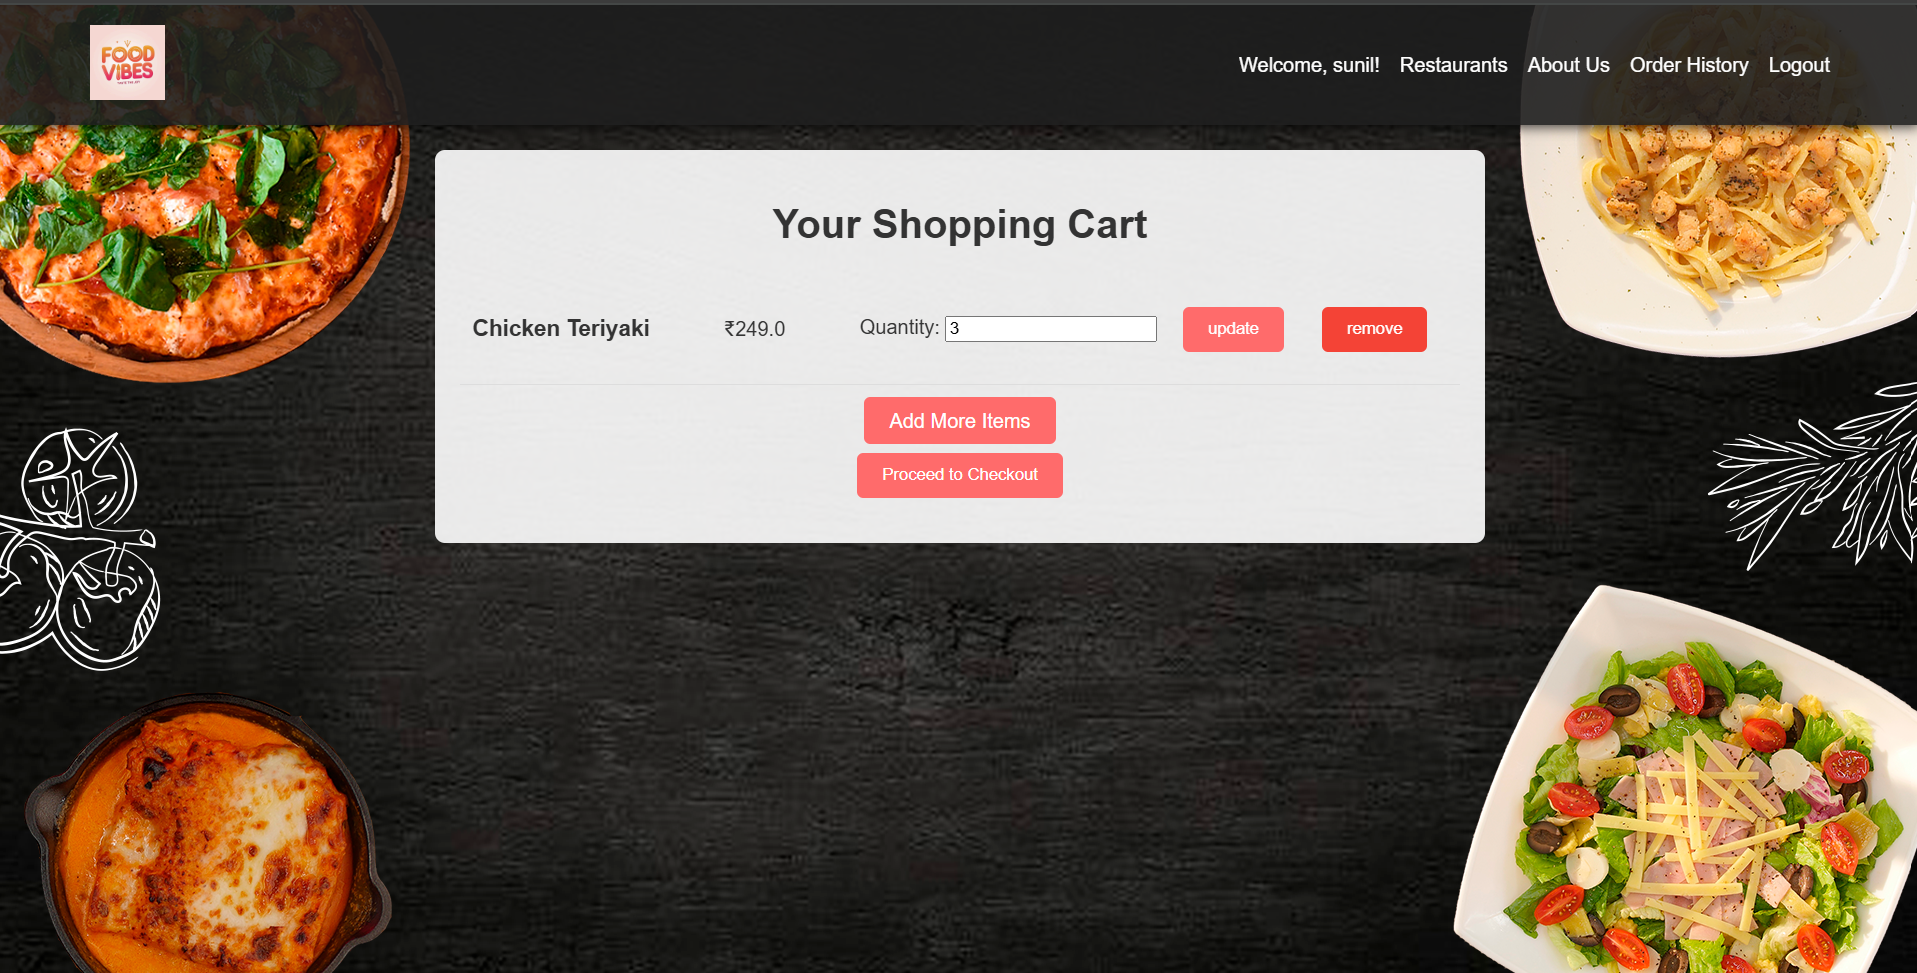 FOOD
VIBES
Welcome, sunil! Restaurants About Us Order History Logout
Your Shopping Cart
Chicken Teriyaki ₹249.0 Quantity: 3 update remove
Add More Items
Proceed to Checkout